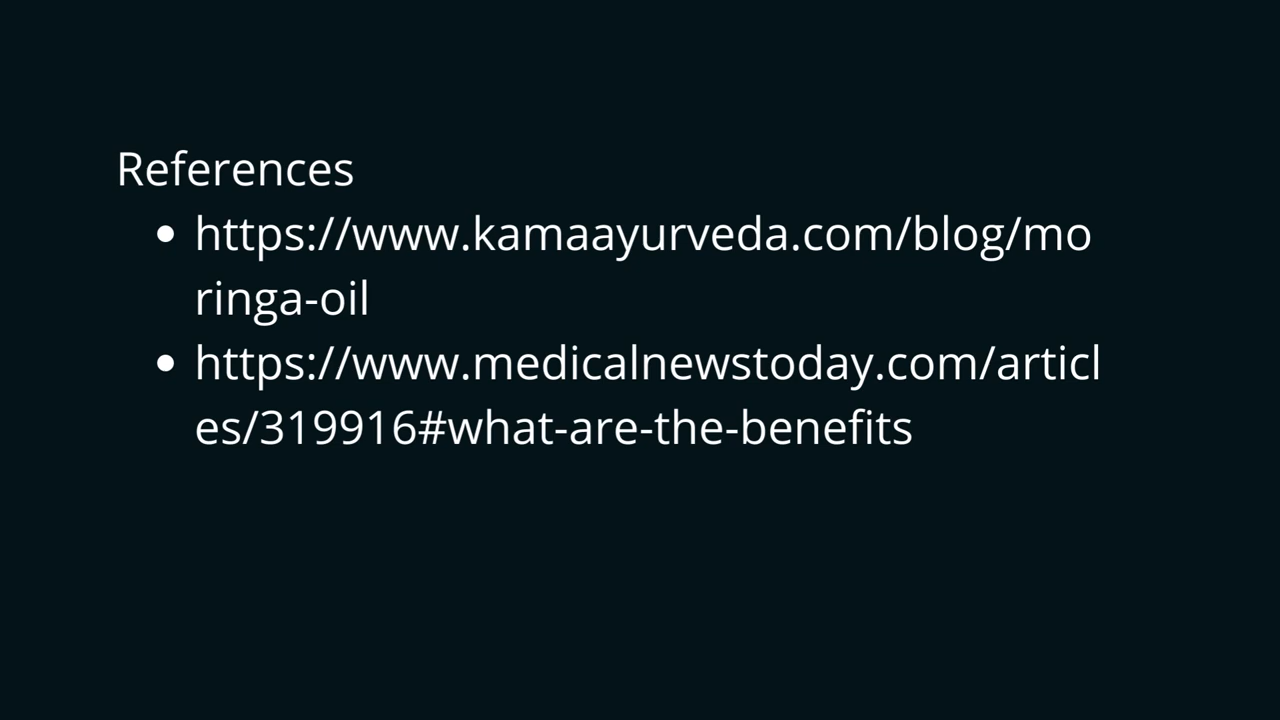 References
• https://www.kamaayurveda.com/blog/mo
ringa-oil
• https://www.medicalnewstoday.com/articl
es/319916#what-are-the-benefits